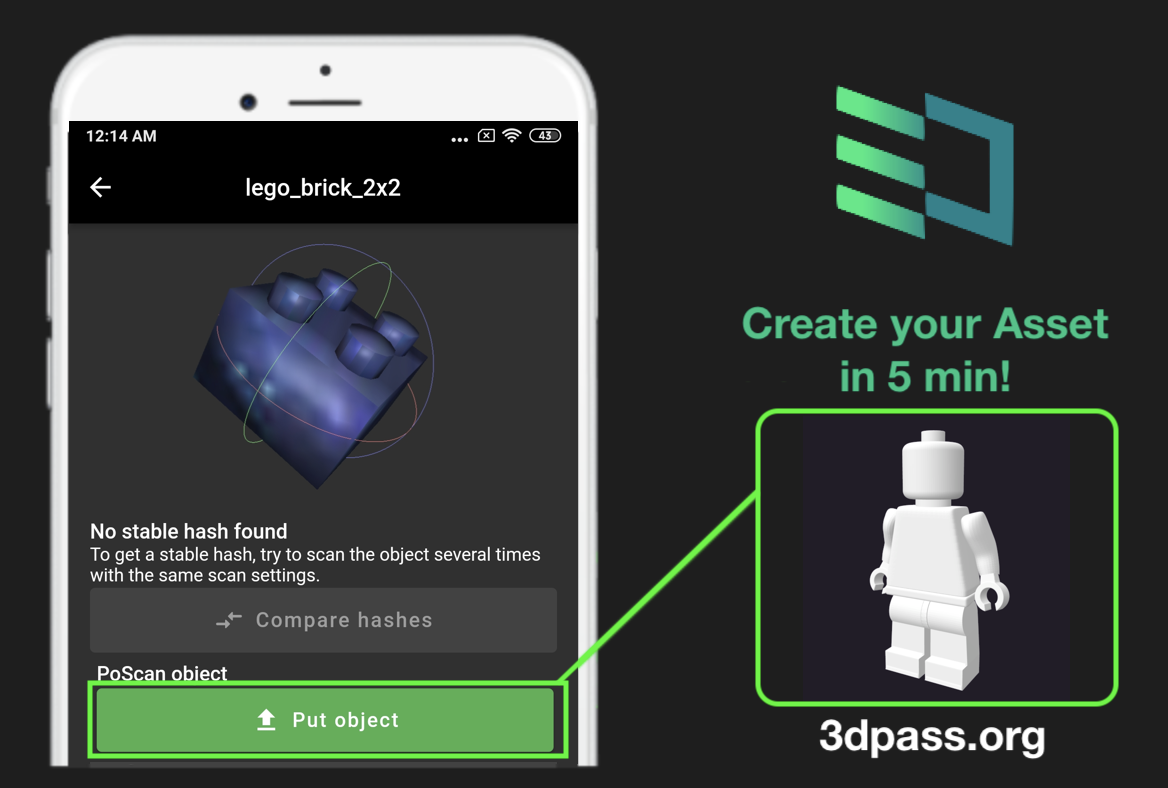 12:14 AM
43
lego_brick_2x2
No stable hash found
To get a stable hash, try to scan the object several times
with the same scan settings.
Compare hashes
PoScan object
Put object
Create your Asset
in 5 min!
3dpass.org